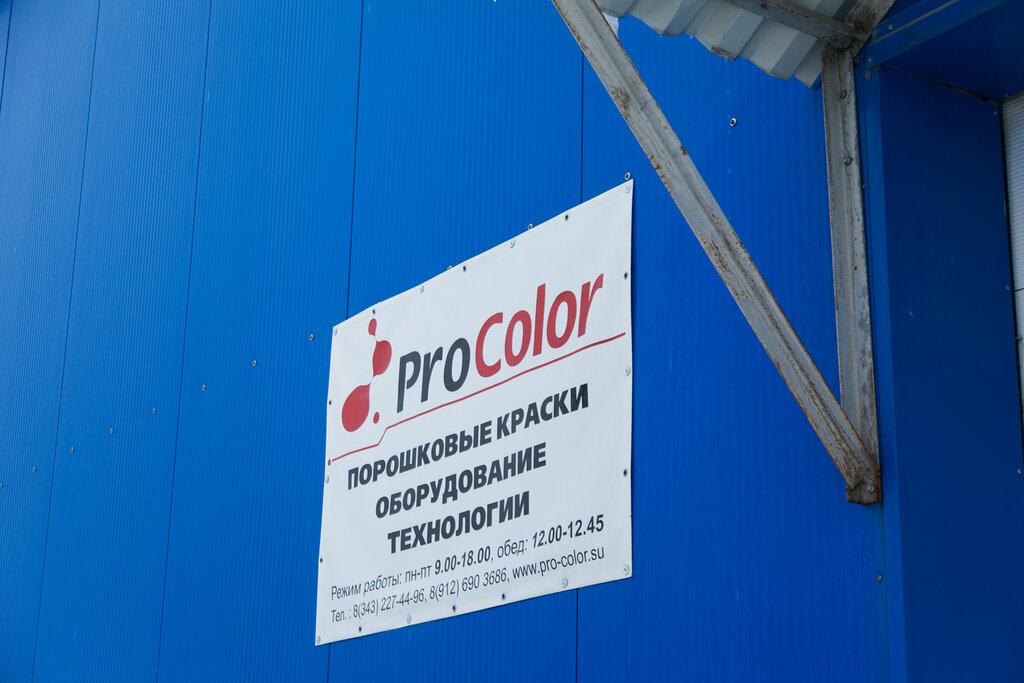 ProColor
ПОРОШКОВЫЕ КРАСКИ
ОБОРУДОВАНИЕ
ТЕХНОЛОГИИ
Режим работы: пн-пт 9.00-18.00, обед: 12.00-12.45
Тел. : 8(343) 227-44-96, 8(912) 690 3686, www.pro-color.su